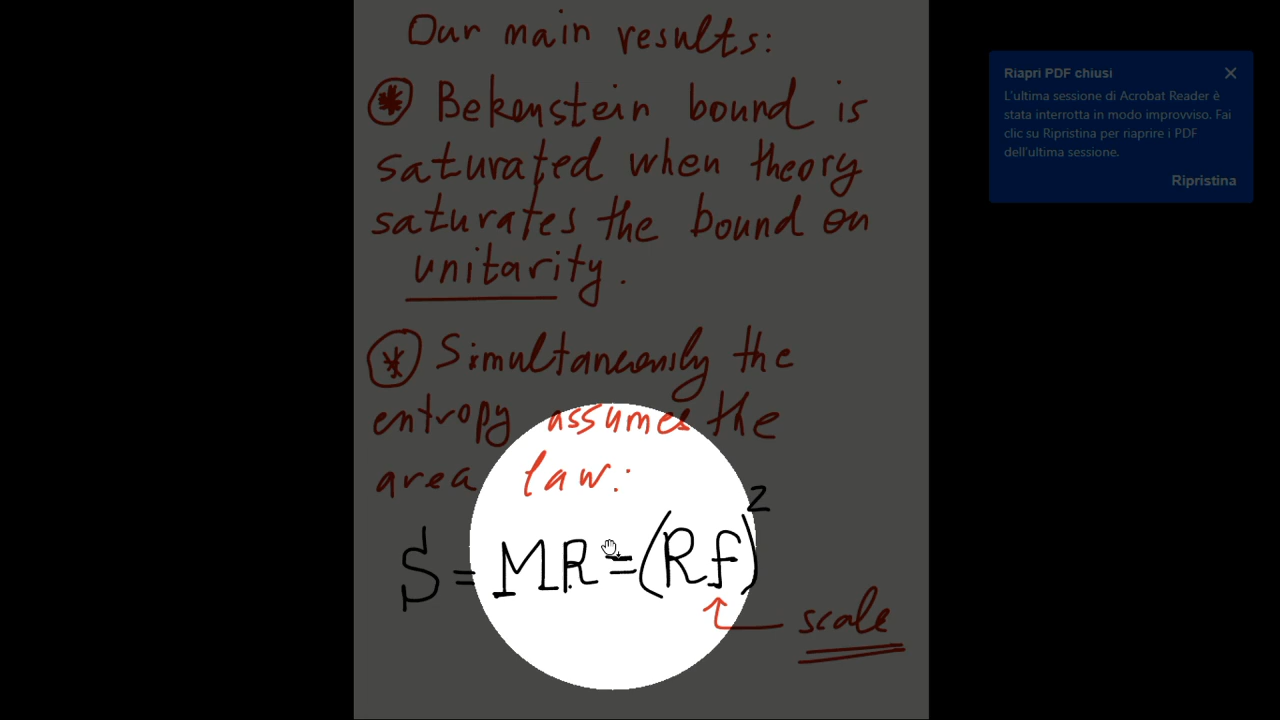 Our main results:
* Bekenstein bound is
saturated when theory
saturates the bound on
unitarity.
* Simultaneously the
entropy assumes the
area law:
S = MR = (Rf)²
scale
Riapri PDF chiusi
L'ultima sessione di Acrobat Reader è
stata interrotta in modo improvviso. Fai
clic su Ripristina per riaprire i PDF
dell'ultima sessione.
Ripristina